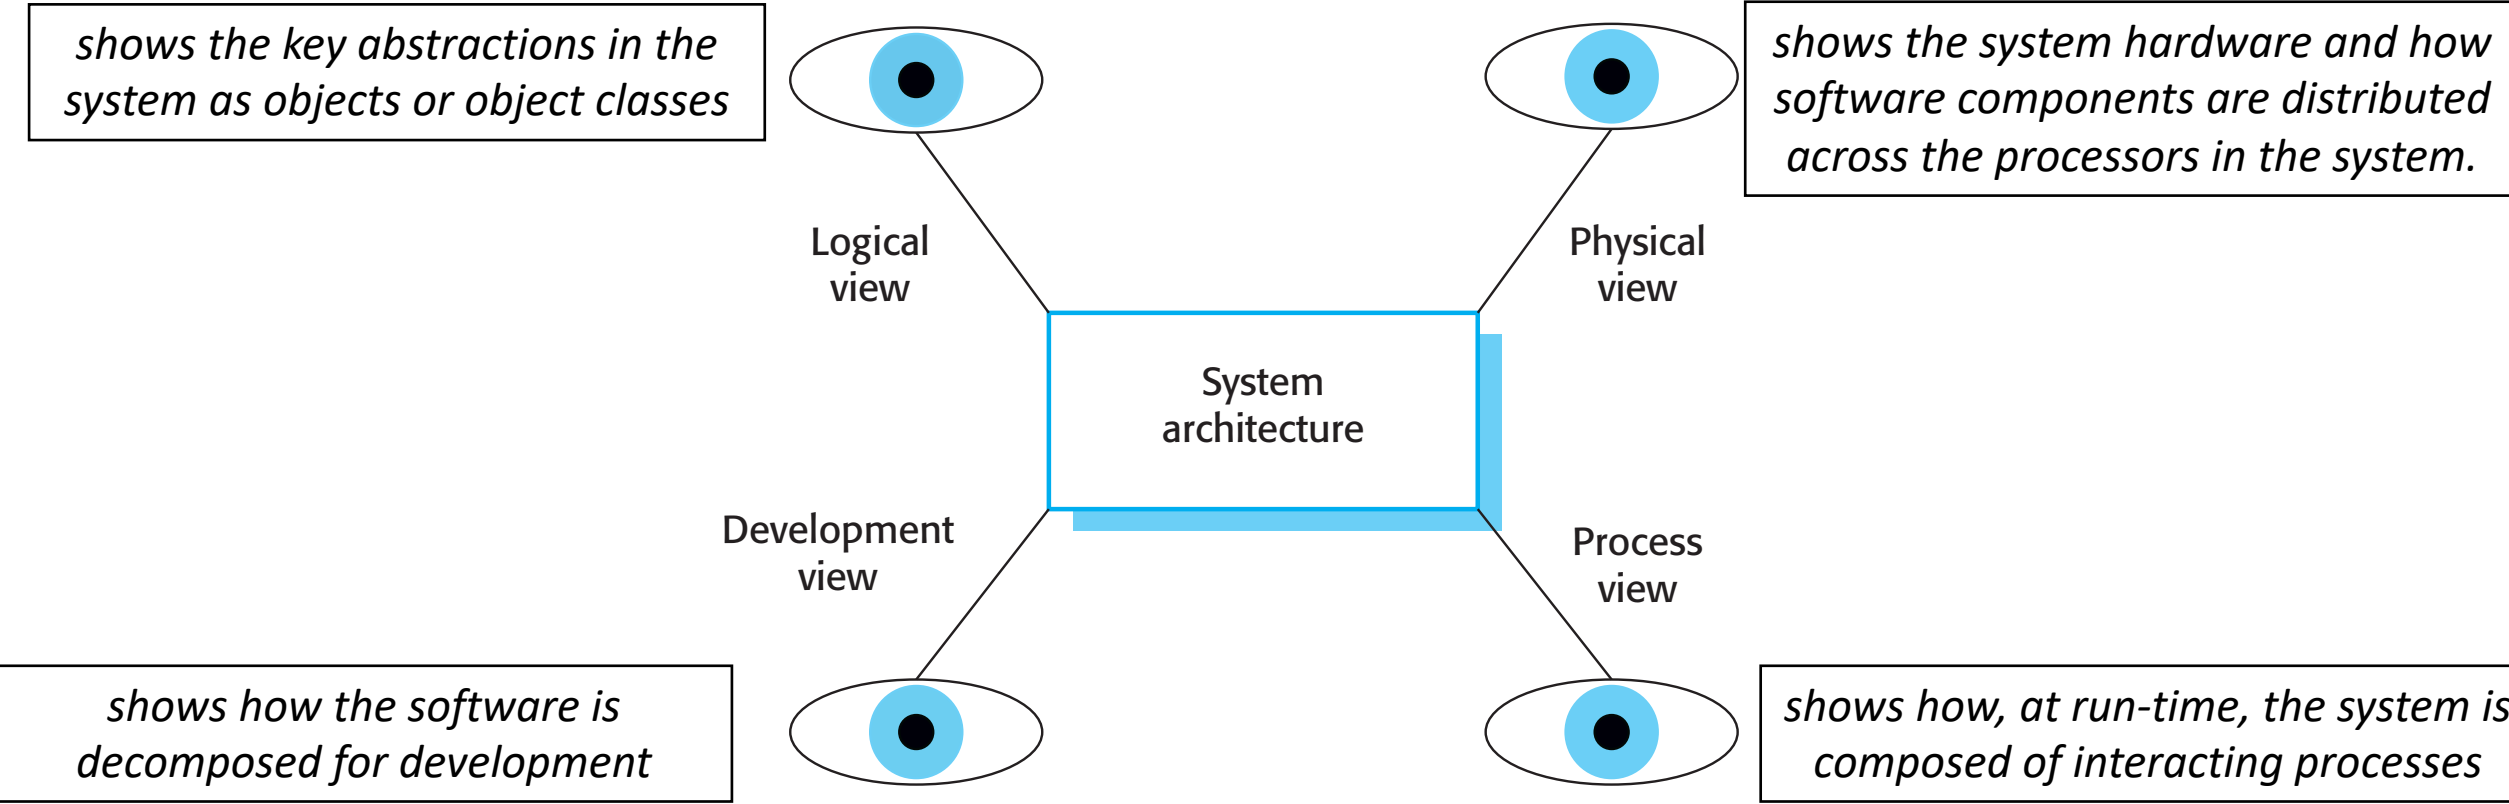 shows the key abstractions in the
system as objects or object classes
shows the system hardware and how
software components are distributed
across the processors in the system.
Logical
view
Physical
view
System
architecture
Development
view
Process
view
shows how the software is
decomposed for development
shows how, at run-time, the system is
composed of interacting processes